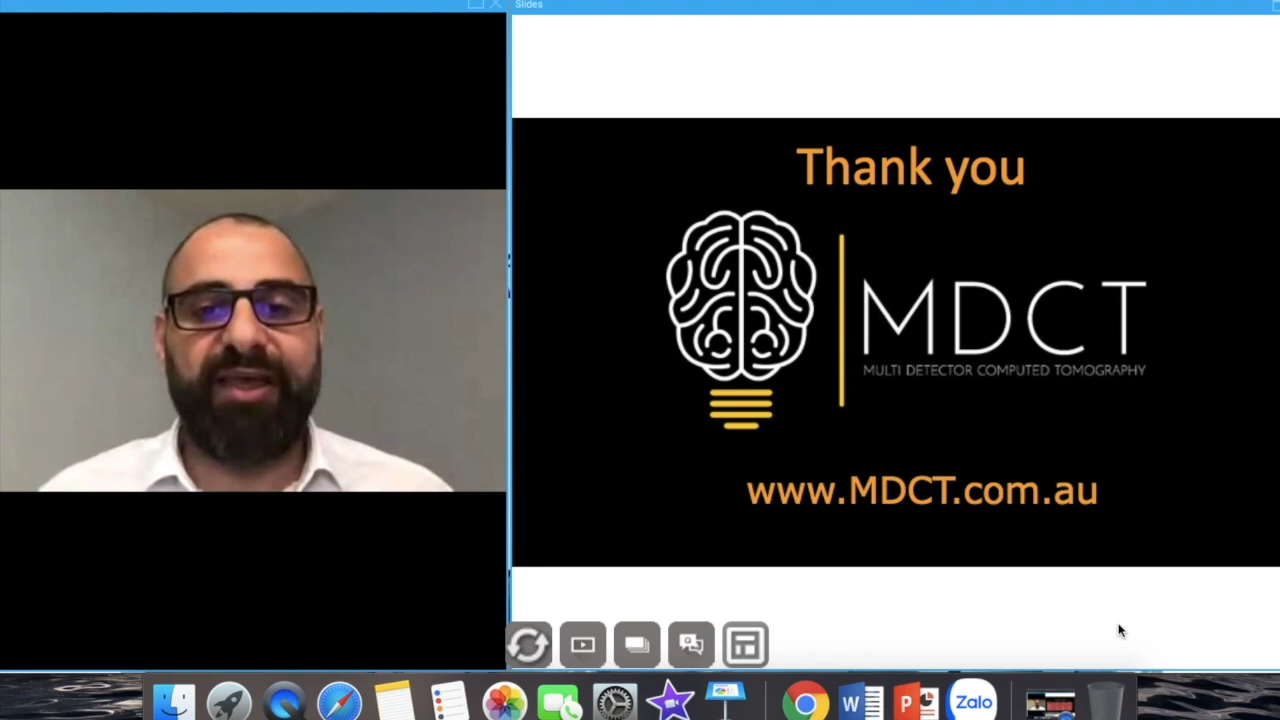 Slides
Thank you
MDCT
MULTI DETECTOR COMPUTED TOMOGRAPHY
www.MDCT.com.au
W
P
Zalo